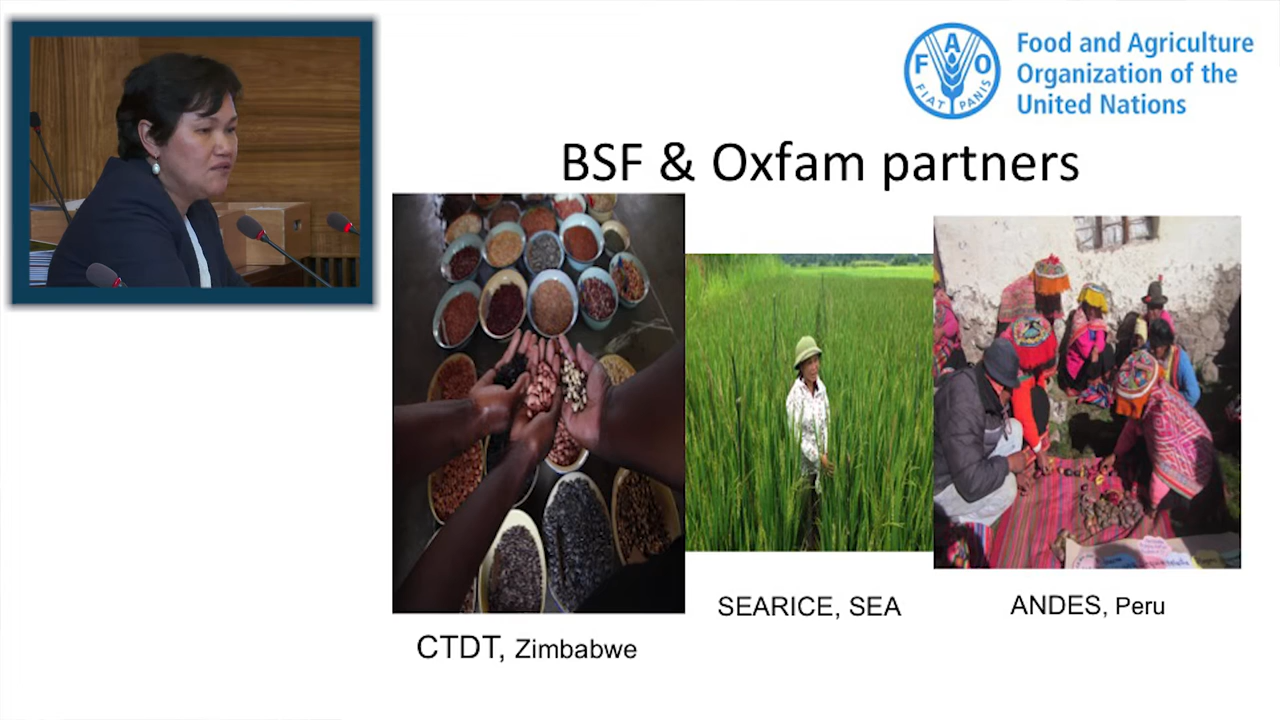 F A O
FIAT PANIS
Food and Agriculture
Organization of the
United Nations
BSF & Oxfam partners
SEARICE, SEA
ANDES, Peru
CTDT, Zimbabwe